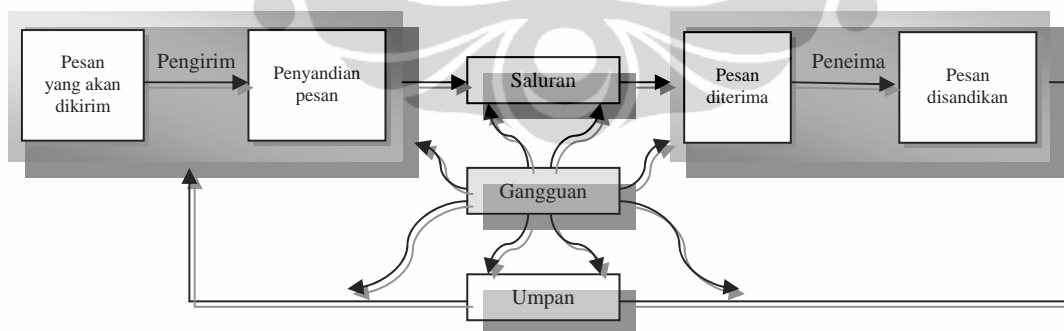 Pesan
yang akan
dikirim
Pengirim
Penyandian
pesan
Saluran
Pesan
diterima
Peneima
Pesan
disandikan
Gangguan
Umpan